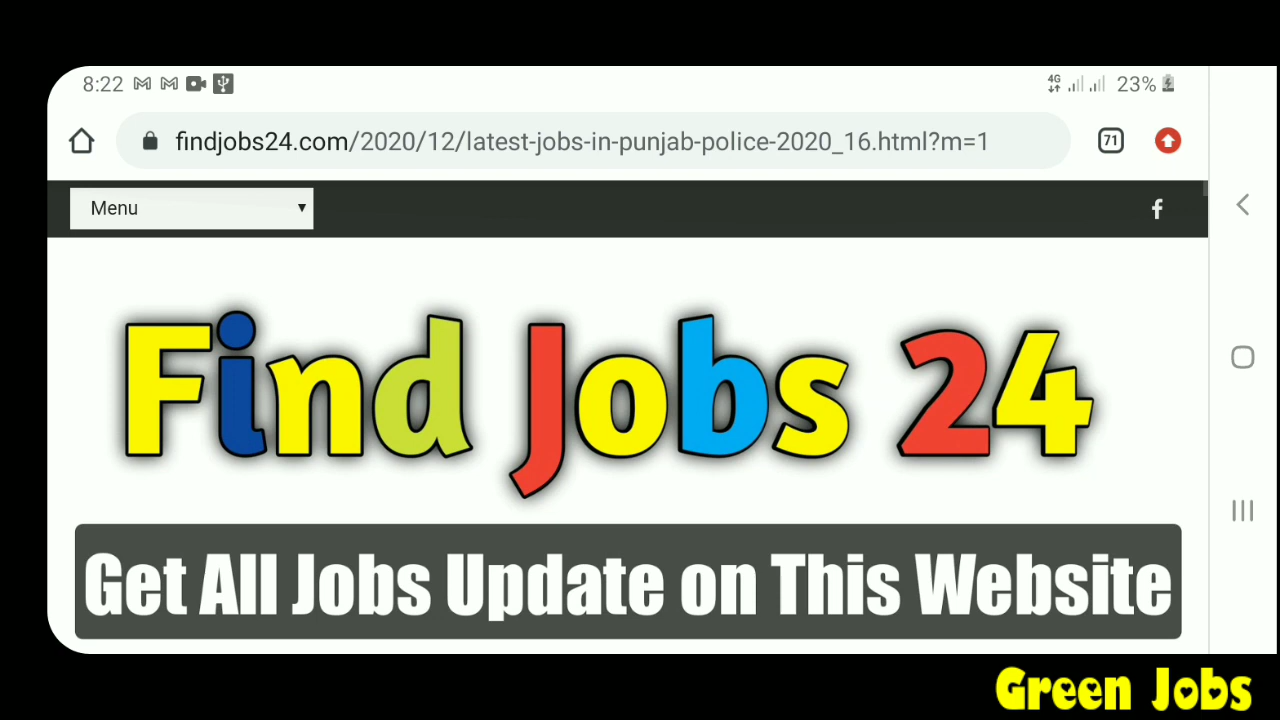 8:22 4G 23%
findjobs24.com/2020/12/latest-jobs-in-punjab-police-2020_16.html?m=1 71
Menu f
Find Jobs 24
Get All Jobs Update on This Website
Green Jobs